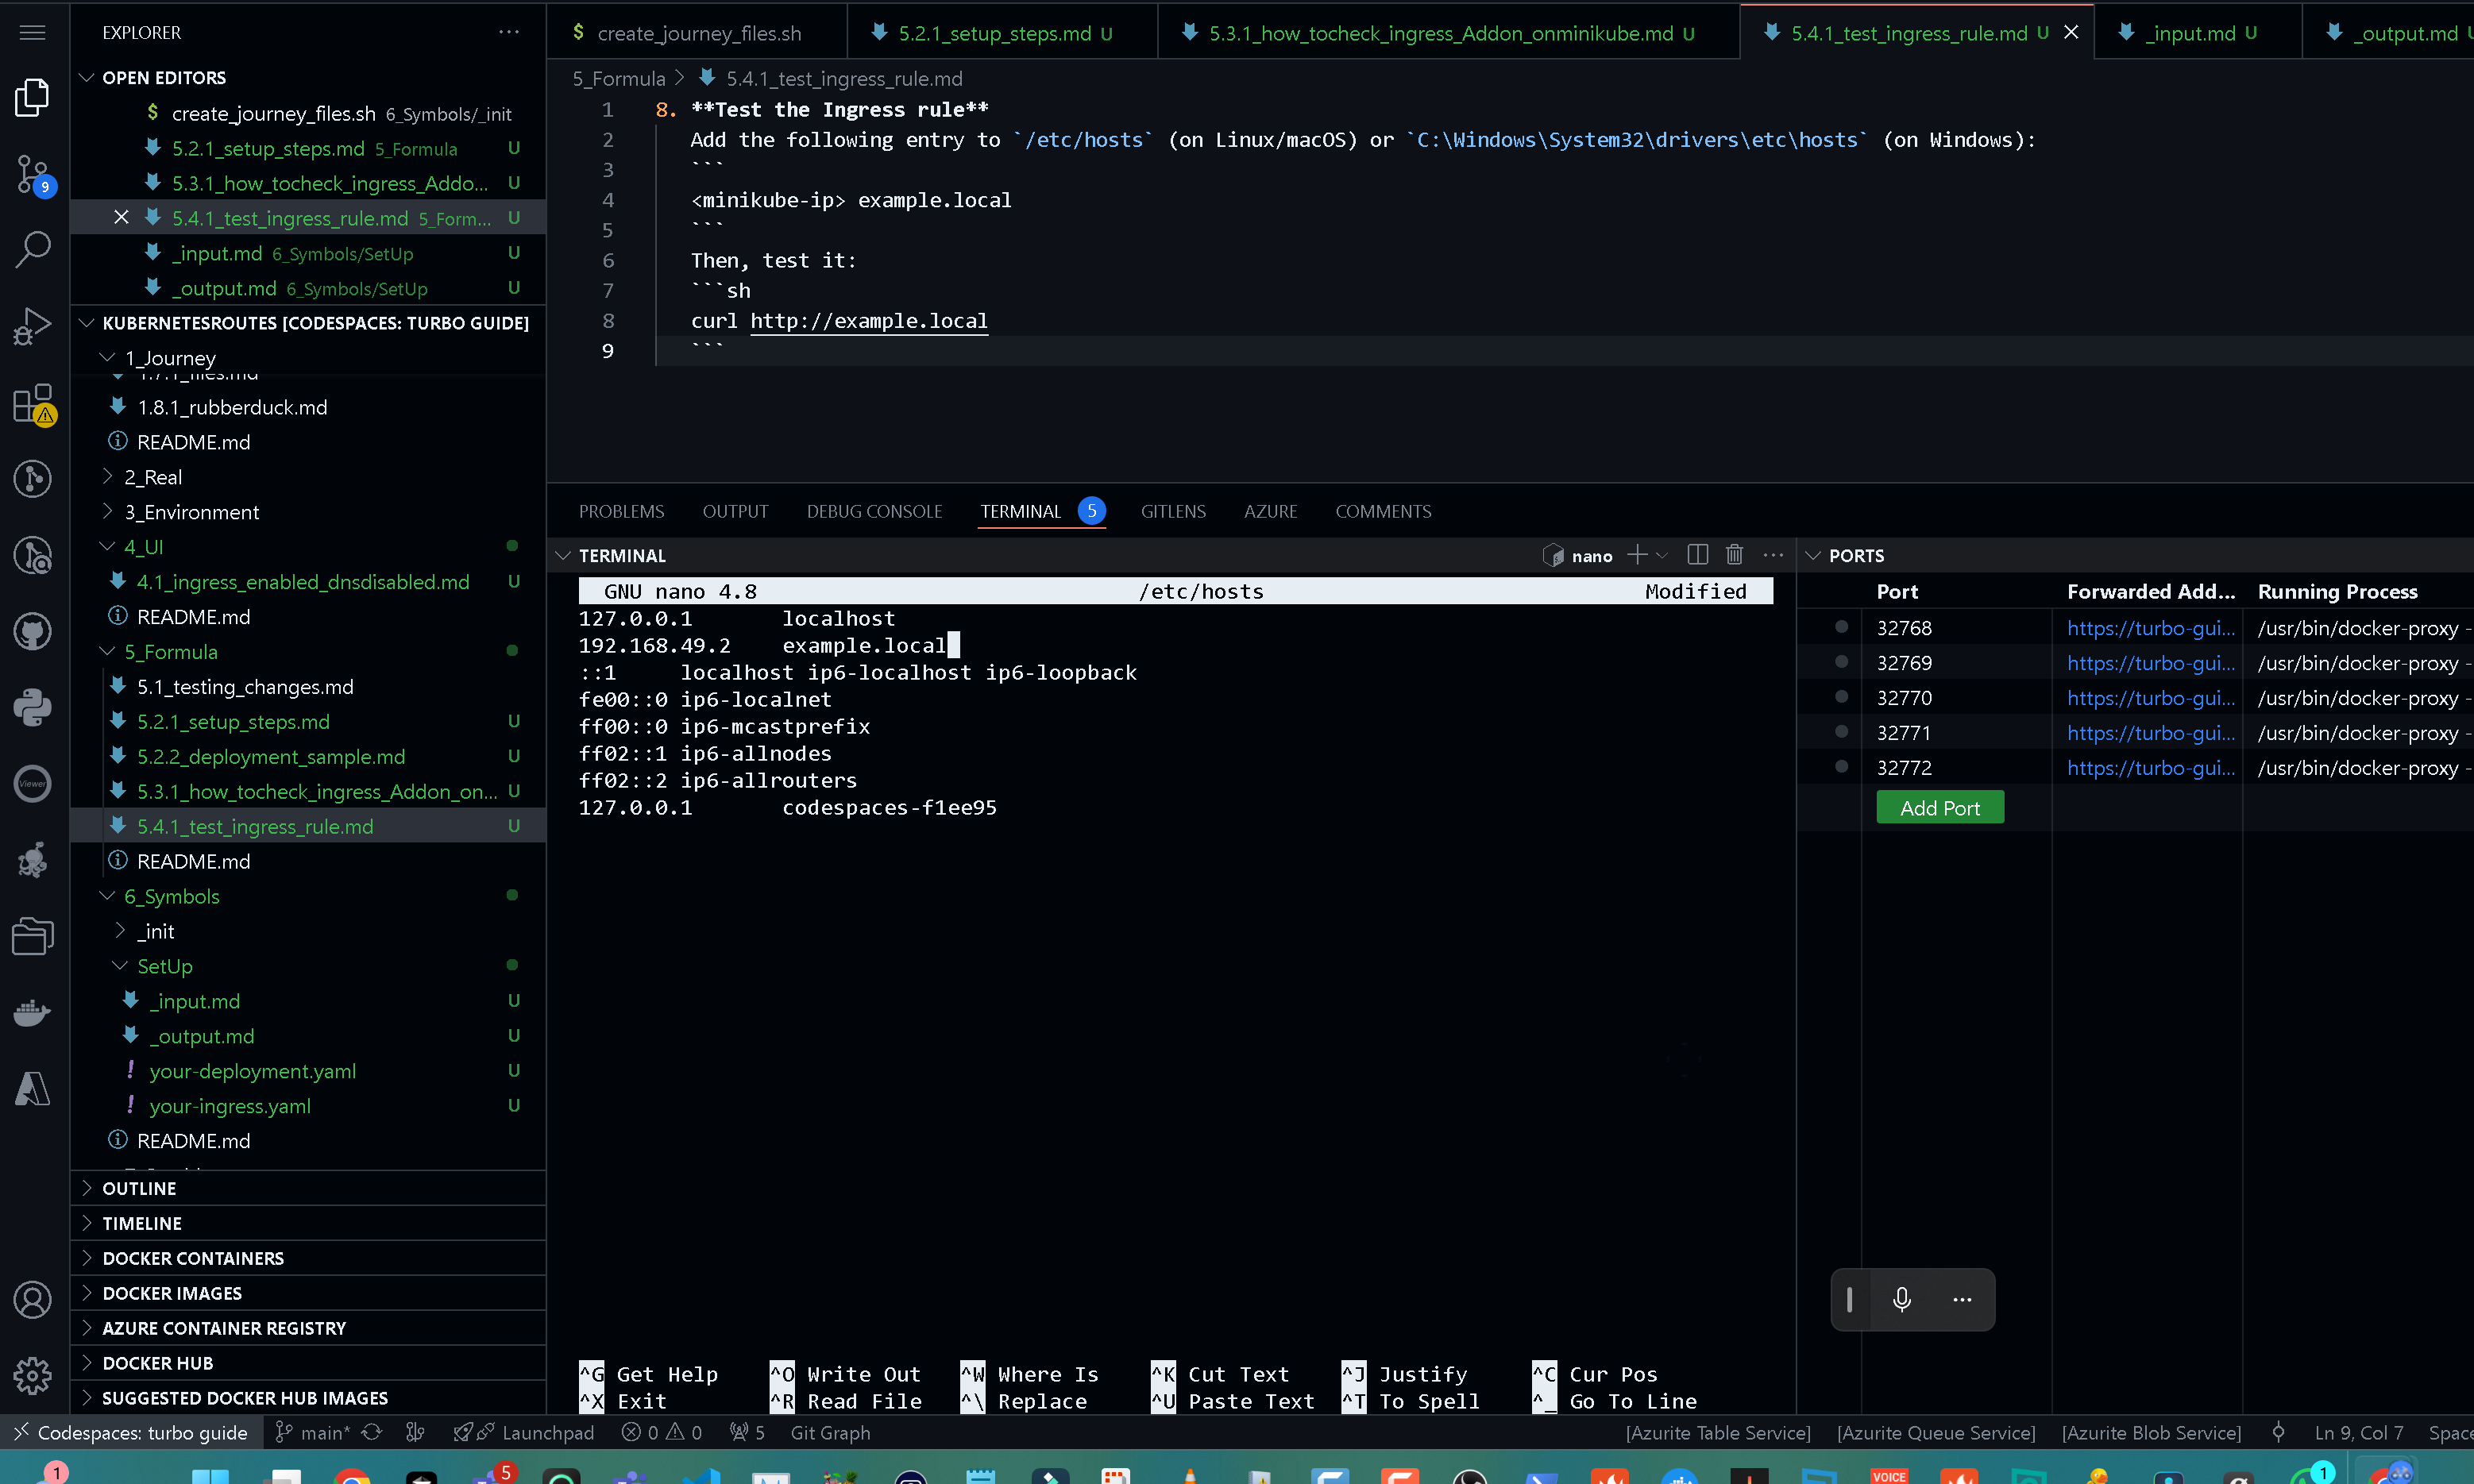 EXPLORER
OPEN EDITORS
$ create_journey_files.sh 6_Symbols/_init
5.2.1_setup_steps.md 5_Formula U
5.3.1_how_tocheck_ingress_Addo... U
5.4.1_test_ingress_rule.md 5_Form... U
_input.md 6_Symbols/SetUp U
_output.md 6_Symbols/SetUp U
KUBERNETESROUTES [CODESPACES: TURBO GUIDE]
1_Journey
1.7.1_files.md
1.8.1_rubberduck.md
README.md
2_Real
3_Environment
4_UI
4.1_ingress_enabled_dnsdisabled.md U
README.md
5_Formula
5.1_testing_changes.md
5.2.1_setup_steps.md U
5.2.2_deployment_sample.md U
5.3.1_how_tocheck_ingress_Addon_on... U
5.4.1_test_ingress_rule.md U
README.md
6_Symbols
_init
SetUp
_input.md U
_output.md U
! your-deployment.yaml U
! your-ingress.yaml U
README.md
OUTLINE
TIMELINE
DOCKER CONTAINERS
DOCKER IMAGES
AZURE CONTAINER REGISTRY
DOCKER HUB
SUGGESTED DOCKER HUB IMAGES
9
Viewer
$ create_journey_files.sh
5.2.1_setup_steps.md U
5.3.1_how_tocheck_ingress_Addon_onminikube.md U
5.4.1_test_ingress_rule.md U
_input.md U
_output.md U
5_Formula > 5.4.1_test_ingress_rule.md
1 8. **Test the Ingress rule**
2 Add the following entry to `/etc/hosts` (on Linux/macOS) or `C:\Windows\System32\drivers\etc\hosts` (on Windows):
3 ```
4 <minikube-ip> example.local
5 ```
6 Then, test it:
7 ```sh
8 curl http://example.local
9 ```
PROBLEMS OUTPUT DEBUG CONSOLE TERMINAL 5 GITLENS AZURE COMMENTS
TERMINAL
nano
GNU nano 4.8 /etc/hosts Modified
127.0.0.1 localhost
192.168.49.2 example.local
::1 localhost ip6-localhost ip6-loopback
fe00::0 ip6-localnet
ff00::0 ip6-mcastprefix
ff02::1 ip6-allnodes
ff02::2 ip6-allrouters
127.0.0.1 codespaces-f1ee95
^G Get Help ^O Write Out ^W Where Is ^K Cut Text ^J Justify ^C Cur Pos
^X Exit ^R Read File ^\ Replace ^U Paste Text ^T To Spell ^_ Go To Line
PORTS
Port Forwarded Add... Running Process
32768 https://turbo-gui... /usr/bin/docker-proxy -
32769 https://turbo-gui... /usr/bin/docker-proxy -
32770 https://turbo-gui... /usr/bin/docker-proxy -
32771 https://turbo-gui... /usr/bin/docker-proxy -
32772 https://turbo-gui... /usr/bin/docker-proxy -
Add Port
Codespaces: turbo guide main* Launchpad 0 0 5 Git Graph [Azurite Table Service] [Azurite Queue Service] [Azurite Blob Service] Ln 9, Col 7
1 5 VOICE 1